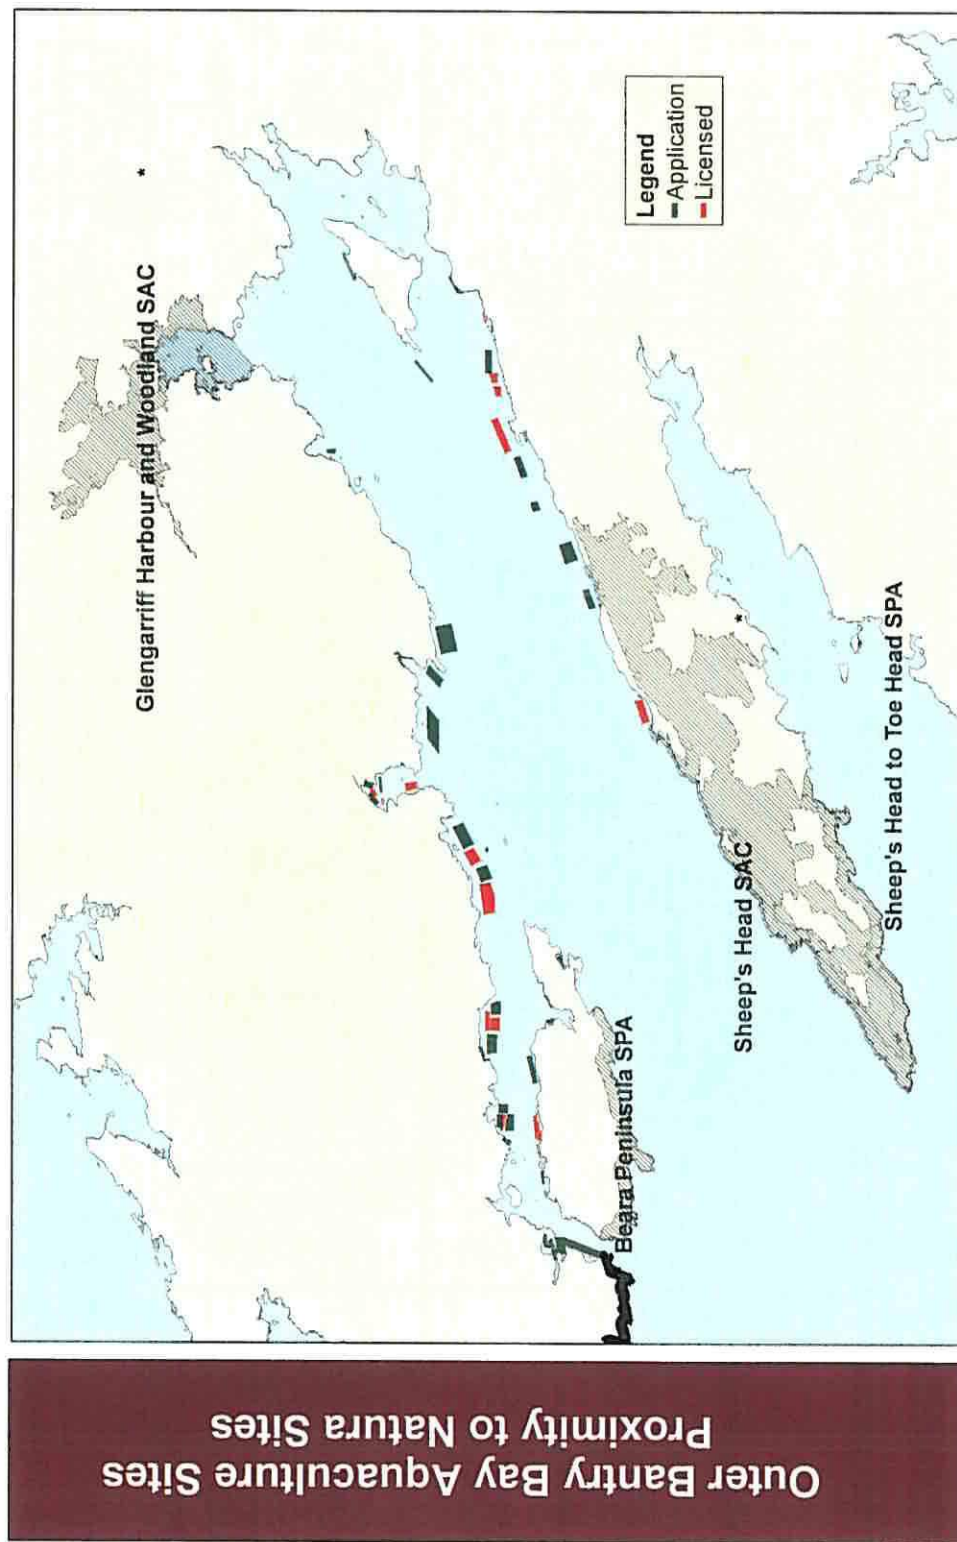 Outer Bantry Bay Aquaculture Sites
Proximity to Natura Sites
Glengarriff Harbour and Woodland SAC
*
Legend
Application
Licensed
Beara Peninsula SPA
Sheep's Head SAC
*
Sheep's Head to Toe Head SPA